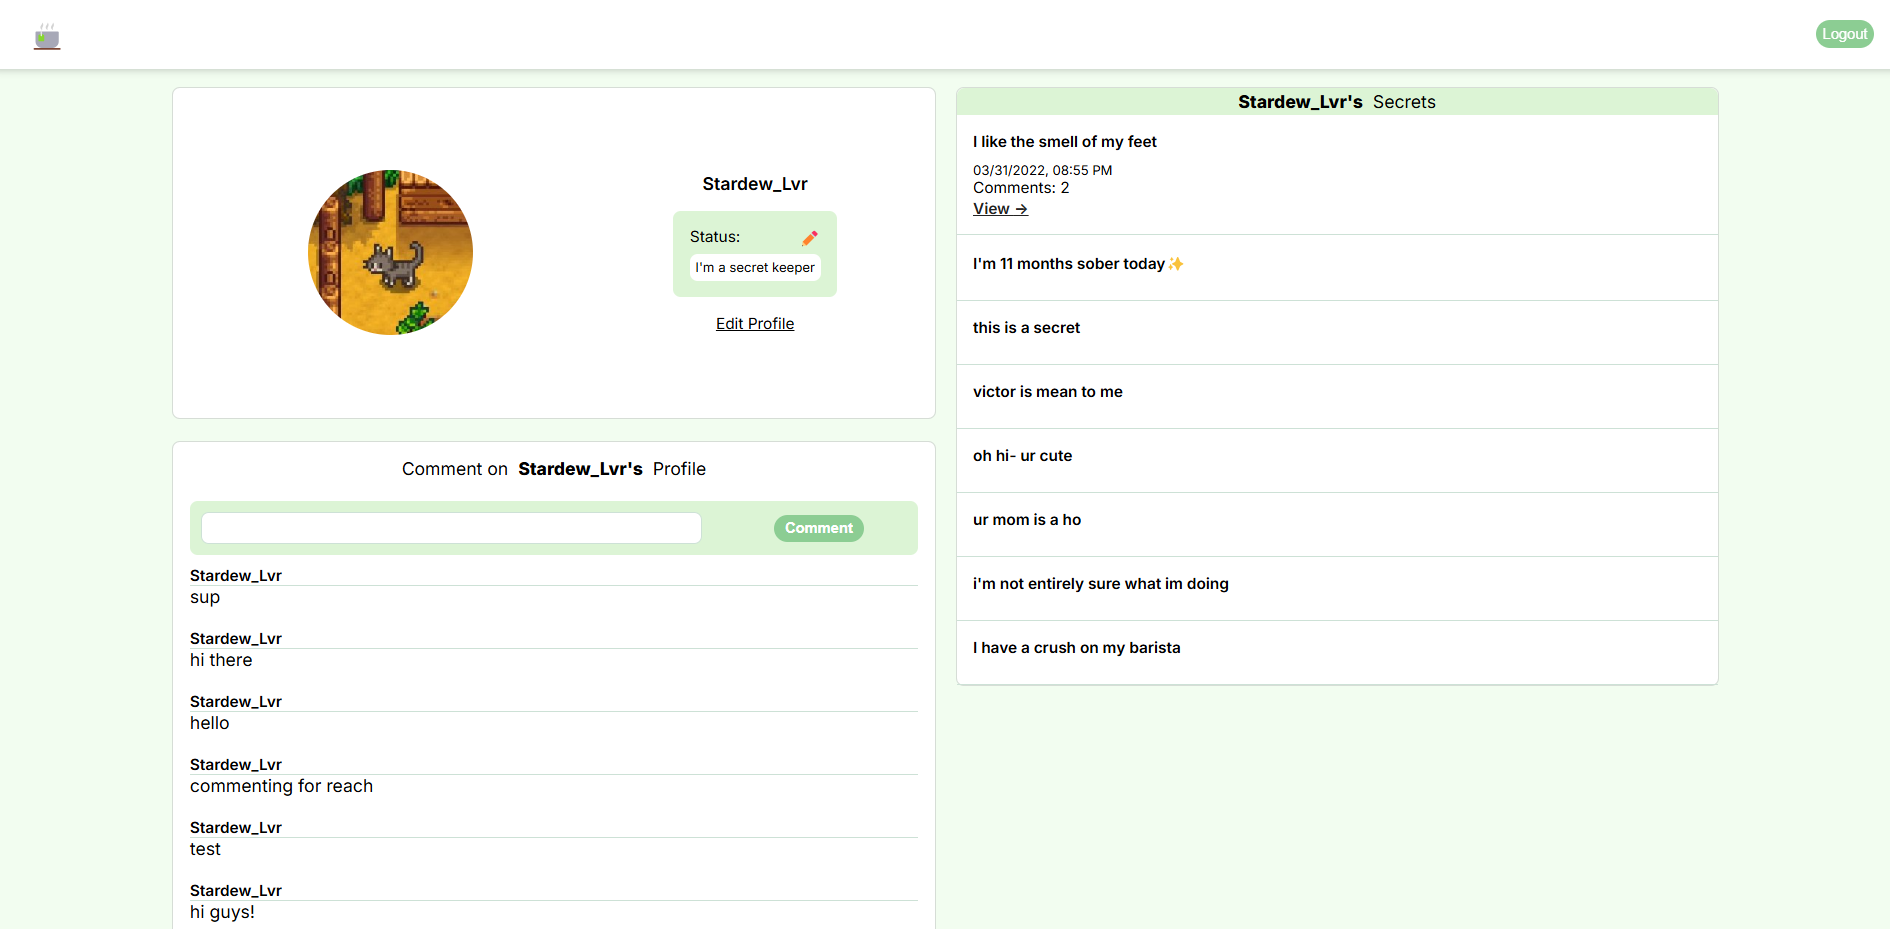 Logout
Stardew_Lvr
Status:
I'm a secret keeper
Edit Profile
Comment on Stardew_Lvr's Profile
Comment
Stardew_Lvr
sup
Stardew_Lvr
hi there
Stardew_Lvr
hello
Stardew_Lvr
commenting for reach
Stardew_Lvr
test
Stardew_Lvr
hi guys!
Stardew_Lvr's Secrets
I like the smell of my feet
03/31/2022, 08:55 PM
Comments: 2
View →
I'm 11 months sober today✨
this is a secret
victor is mean to me
oh hi- ur cute
ur mom is a ho
i'm not entirely sure what im doing
I have a crush on my barista